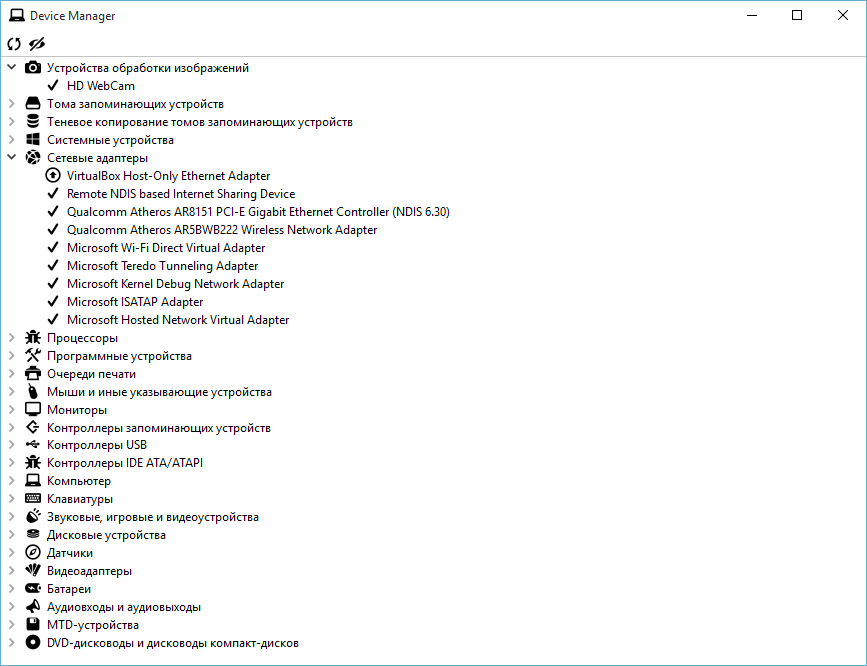 Device Manager
Устройства обработки изображений
HD WebCam
Тома запоминающих устройств
Теневое копирование томов запоминающих устройств
Системные устройства
Сетевые адаптеры
VirtualBox Host-Only Ethernet Adapter
Remote NDIS based Internet Sharing Device
Qualcomm Atheros AR8151 PCI-E Gigabit Ethernet Controller (NDIS 6.30)
Qualcomm Atheros AR5BWB222 Wireless Network Adapter
Microsoft Wi-Fi Direct Virtual Adapter
Microsoft Teredo Tunneling Adapter
Microsoft Kernel Debug Network Adapter
Microsoft ISATAP Adapter
Microsoft Hosted Network Virtual Adapter
Процессоры
Программные устройства
Очереди печати
Мыши и иные указывающие устройства
Мониторы
Контроллеры запоминающих устройств
Контроллеры USB
Контроллеры IDE ATA/ATAPI
Компьютер
Клавиатуры
Звуковые, игровые и видеоустройства
Дисковые устройства
Датчики
Видеоадаптеры
Батареи
Аудиовходы и аудиовыходы
MTD-устройства
DVD-дисководы и дисководы компакт-дисков